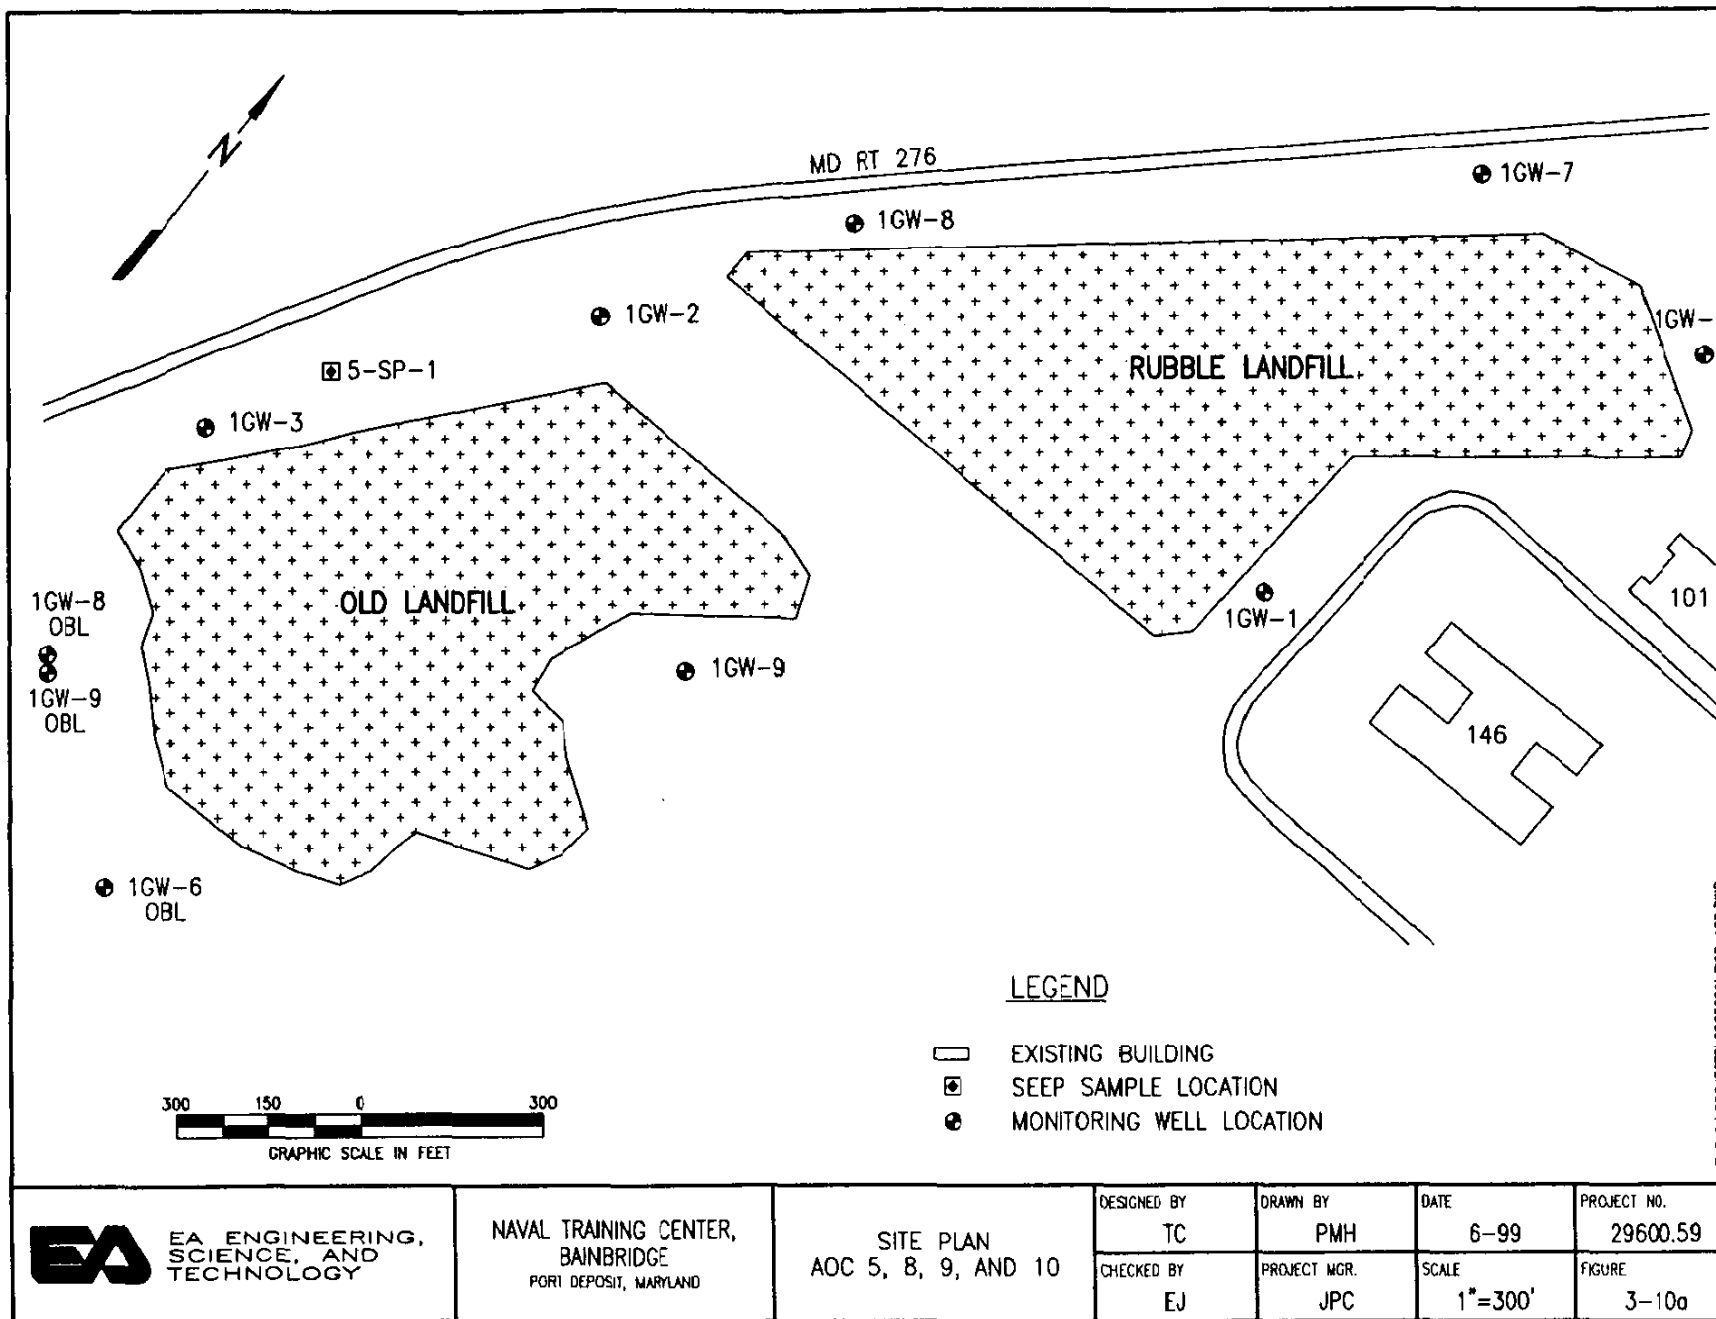 N
MD RT 276
1GW-7
1GW-8
1GW-2
1GW-
5-SP-1
RUBBLE LANDFILL
1GW-3
OLD LANDFILL
1GW-8
OBL
1GW-9
OBL
1GW-9
1GW-1
101
146
1GW-6
OBL
LEGEND
EXISTING BUILDING
SEEP SAMPLE LOCATION
MONITORING WELL LOCATION
300 150 0 300
GRAPHIC SCALE IN FEET
EA
EA ENGINEERING,
SCIENCE, AND
TECHNOLOGY
NAVAL TRAINING CENTER,
BAINBRIDGE
PORT DEPOSIT, MARYLAND
SITE PLAN
AOC 5, 8, 9, AND 10
DESIGNED BY
TC
DRAWN BY
PMH
DATE
6-99
PROJECT NO.
29600.59
CHECKED BY
EJ
PROJECT MGR.
JPC
SCALE
1"=300'
FIGURE
3-10a